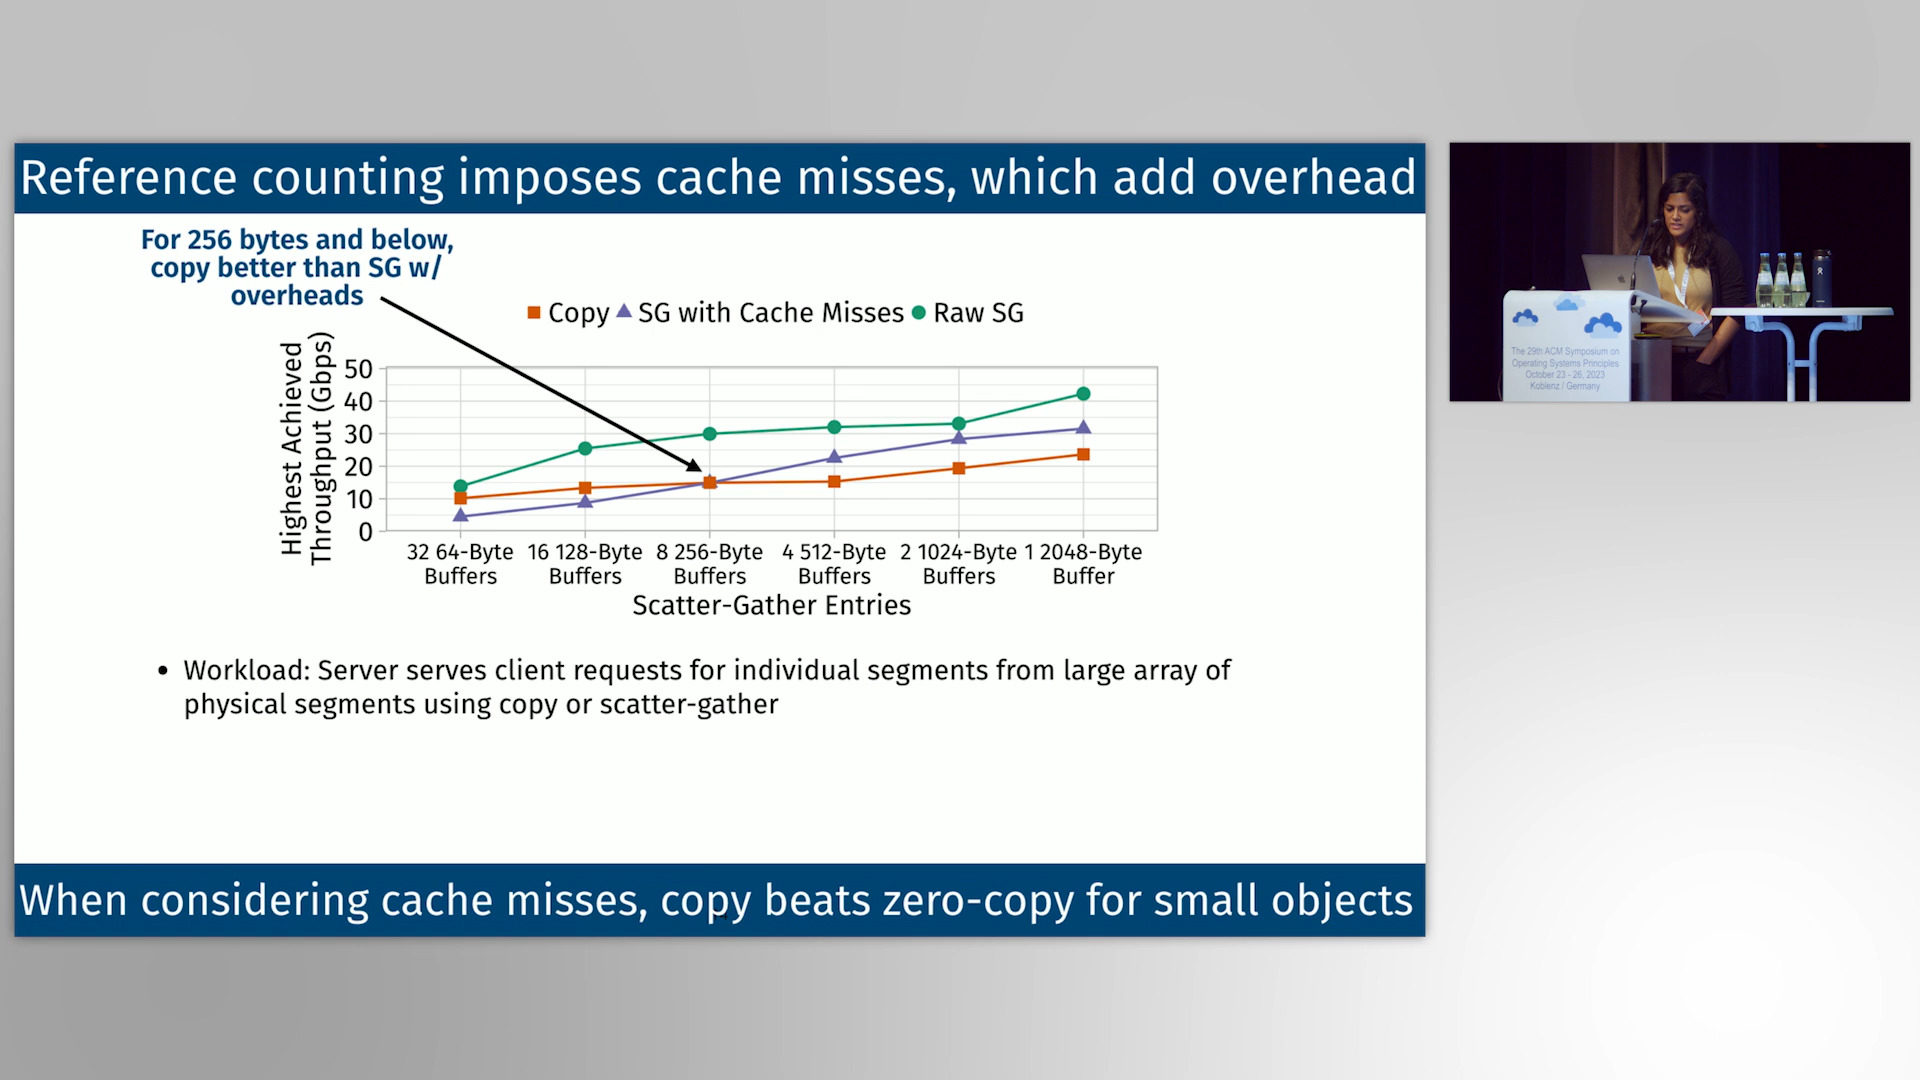 Reference counting imposes cache misses, which add overhead
For 256 bytes and below,
copy better than SG w/
overheads
Copy SG with Cache Misses Raw SG
Highest Achieved
Throughput (Gbps)
50
40
30
20
10
0
32 64-Byte 16 128-Byte 8 256-Byte 4 512-Byte 2 1024-Byte 1 2048-Byte
Buffers Buffers Buffers Buffers Buffers Buffer
Scatter-Gather Entries
• Workload: Server serves client requests for individual segments from large array of
physical segments using copy or scatter-gather
When considering cache misses, copy beats zero-copy for small objects
The 29th ACM Symposium on
Operating Systems Principles
October 23 - 26, 2023
Koblenz / Germany